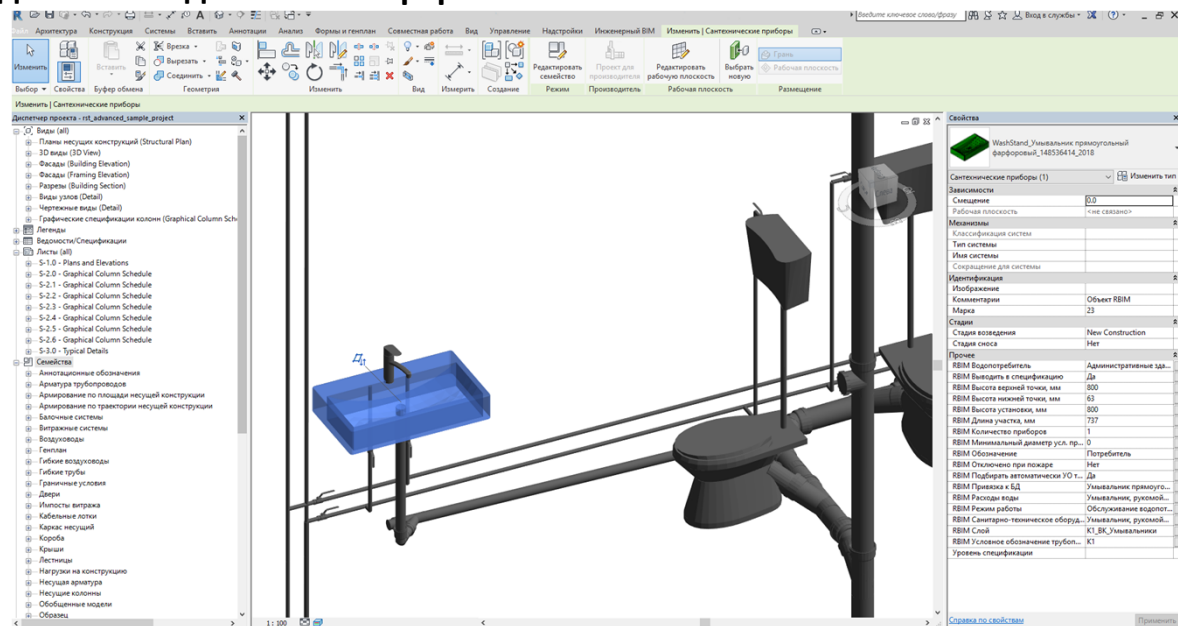 Введите ключевое слово/фразу
Вход в службы
Архитектура Конструкция Системы Вставить Аннотации Анализ Формы и генплан Совместная работа Вид Управление Надстройки Инженерный BIM Изменить | Сантехнические приборы
Изменить
Вставить
Врезка
Вырезать
Соединить
Редактировать семейство
Проект для производителя
Редактировать рабочую плоскость
Выбрать новую
Грань
Рабочая плоскость
Выбор Свойства Буфер обмена Геометрия Изменить Вид Измерить Создание Режим Производитель Рабочая плоскость Размещение
Изменить | Сантехнические приборы
Диспетчер проекта - rst_advanced_sample_project
Виды (all)
Планы несущих конструкций (Structural Plan)
3D виды (3D View)
Фасады (Building Elevation)
Фасады (Framing Elevation)
Разрезы (Building Section)
Виды узлов (Detail)
Чертежные виды (Detail)
Графические спецификации колонн (Graphical Column Sch
Легенды
Ведомости/Спецификации
Листы (all)
S-1.0 - Plans and Elevations
S-2.0 - Graphical Column Schedule
S-2.1 - Graphical Column Schedule
S-2.2 - Graphical Column Schedule
S-2.3 - Graphical Column Schedule
S-2.4 - Graphical Column Schedule
S-2.5 - Graphical Column Schedule
S-2.6 - Graphical Column Schedule
S-3.0 - Typical Details
Семейства
Аннотационные обозначения
Арматура трубопроводов
Армирование по площади несущей конструкции
Армирование по траектории несущей конструкции
Балочные системы
Витражные системы
Воздуховоды
Генплан
Гибкие воздуховоды
Гибкие трубы
Граничные условия
Двери
Импосты витража
Кабельные лотки
Каркас несущий
Короба
Крыши
Лестницы
Нагрузки на конструкцию
Несущая арматура
Несущие колонны
Обобщенные модели
Образец
1 : 100
Свойства
WashStand_Умывальник прямоугольный фарфоровый_148536414_2018
Сантехнические приборы (1) Изменить тип
Зависимости
Смещение 0.0
Рабочая плоскость <не связано>
Механизмы
Классификация систем
Тип системы
Имя системы
Сокращение для системы
Идентификация
Изображение
Комментарии Объект RBIM
Марка 23
Стадии
Стадия возведения New Construction
Стадия сноса Нет
Прочее
RBIM Водопотребитель Административные зда...
RBIM Выводить в спецификацию Да
RBIM Высота верхней точки, мм 800
RBIM Высота нижней точки, мм 63
RBIM Высота установки, мм 800
RBIM Длина участка, мм 737
RBIM Количество приборов 1
RBIM Минимальный диаметр усл. пр... 0
RBIM Обозначение Потребитель
RBIM Отключено при пожаре Нет
RBIM Подбирать автоматически УО т... Да
RBIM Привязка к БД Умывальник прямоуго...
RBIM Расходы воды Умывальник, рукомой...
RBIM Режим работы Обслуживание водопот...
RBIM Санитарно-техническое оборуд... Умывальник, рукомой...
RBIM Слой К1_ВК_Умывальники
RBIM Условное обозначение трубоп... К1
Уровень спецификации
Справка по свойствам Применить